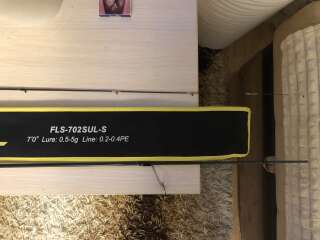 FLS-702SUL-S
7'0" Lure: 0.5-5g Line: 0.2-0.4PE